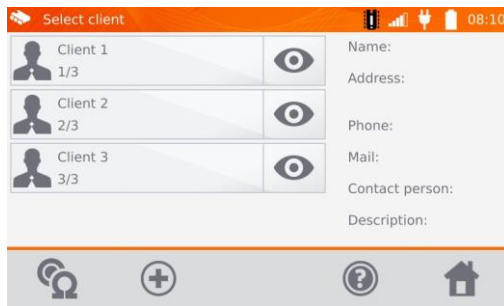 Select client
08:10
Client 1
1/3
Client 2
2/3
Client 3
3/3
Name:
Address:
Phone:
Mail:
Contact person:
Description: